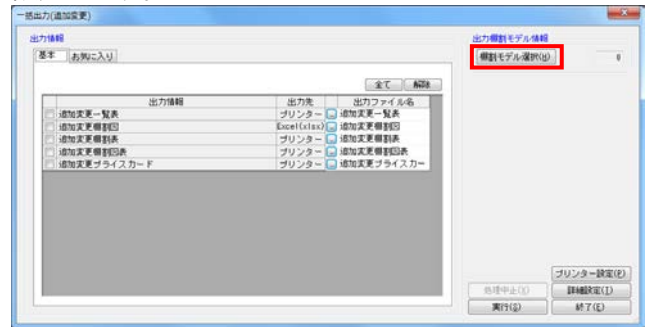 一括出力(追加変更)
出力情報
基本 お気に入り
全て 解除
出力情報 出力先 出力ファイル名
追加変更一覧表 プリンター 追加変更一覧表
追加変更棚割図 Excel(xlsx) 追加変更棚割図
追加変更棚割表 プリンター 追加変更棚割表
追加変更棚割図表 プリンター 追加変更棚割図表
追加変更プライスカード プリンター 追加変更プライスカー
出力棚割モデル情報
棚割モデル選択(H) 0
プリンター設定(P)
処理中止(X) 詳細設定(I)
実行(S) 終了(E)